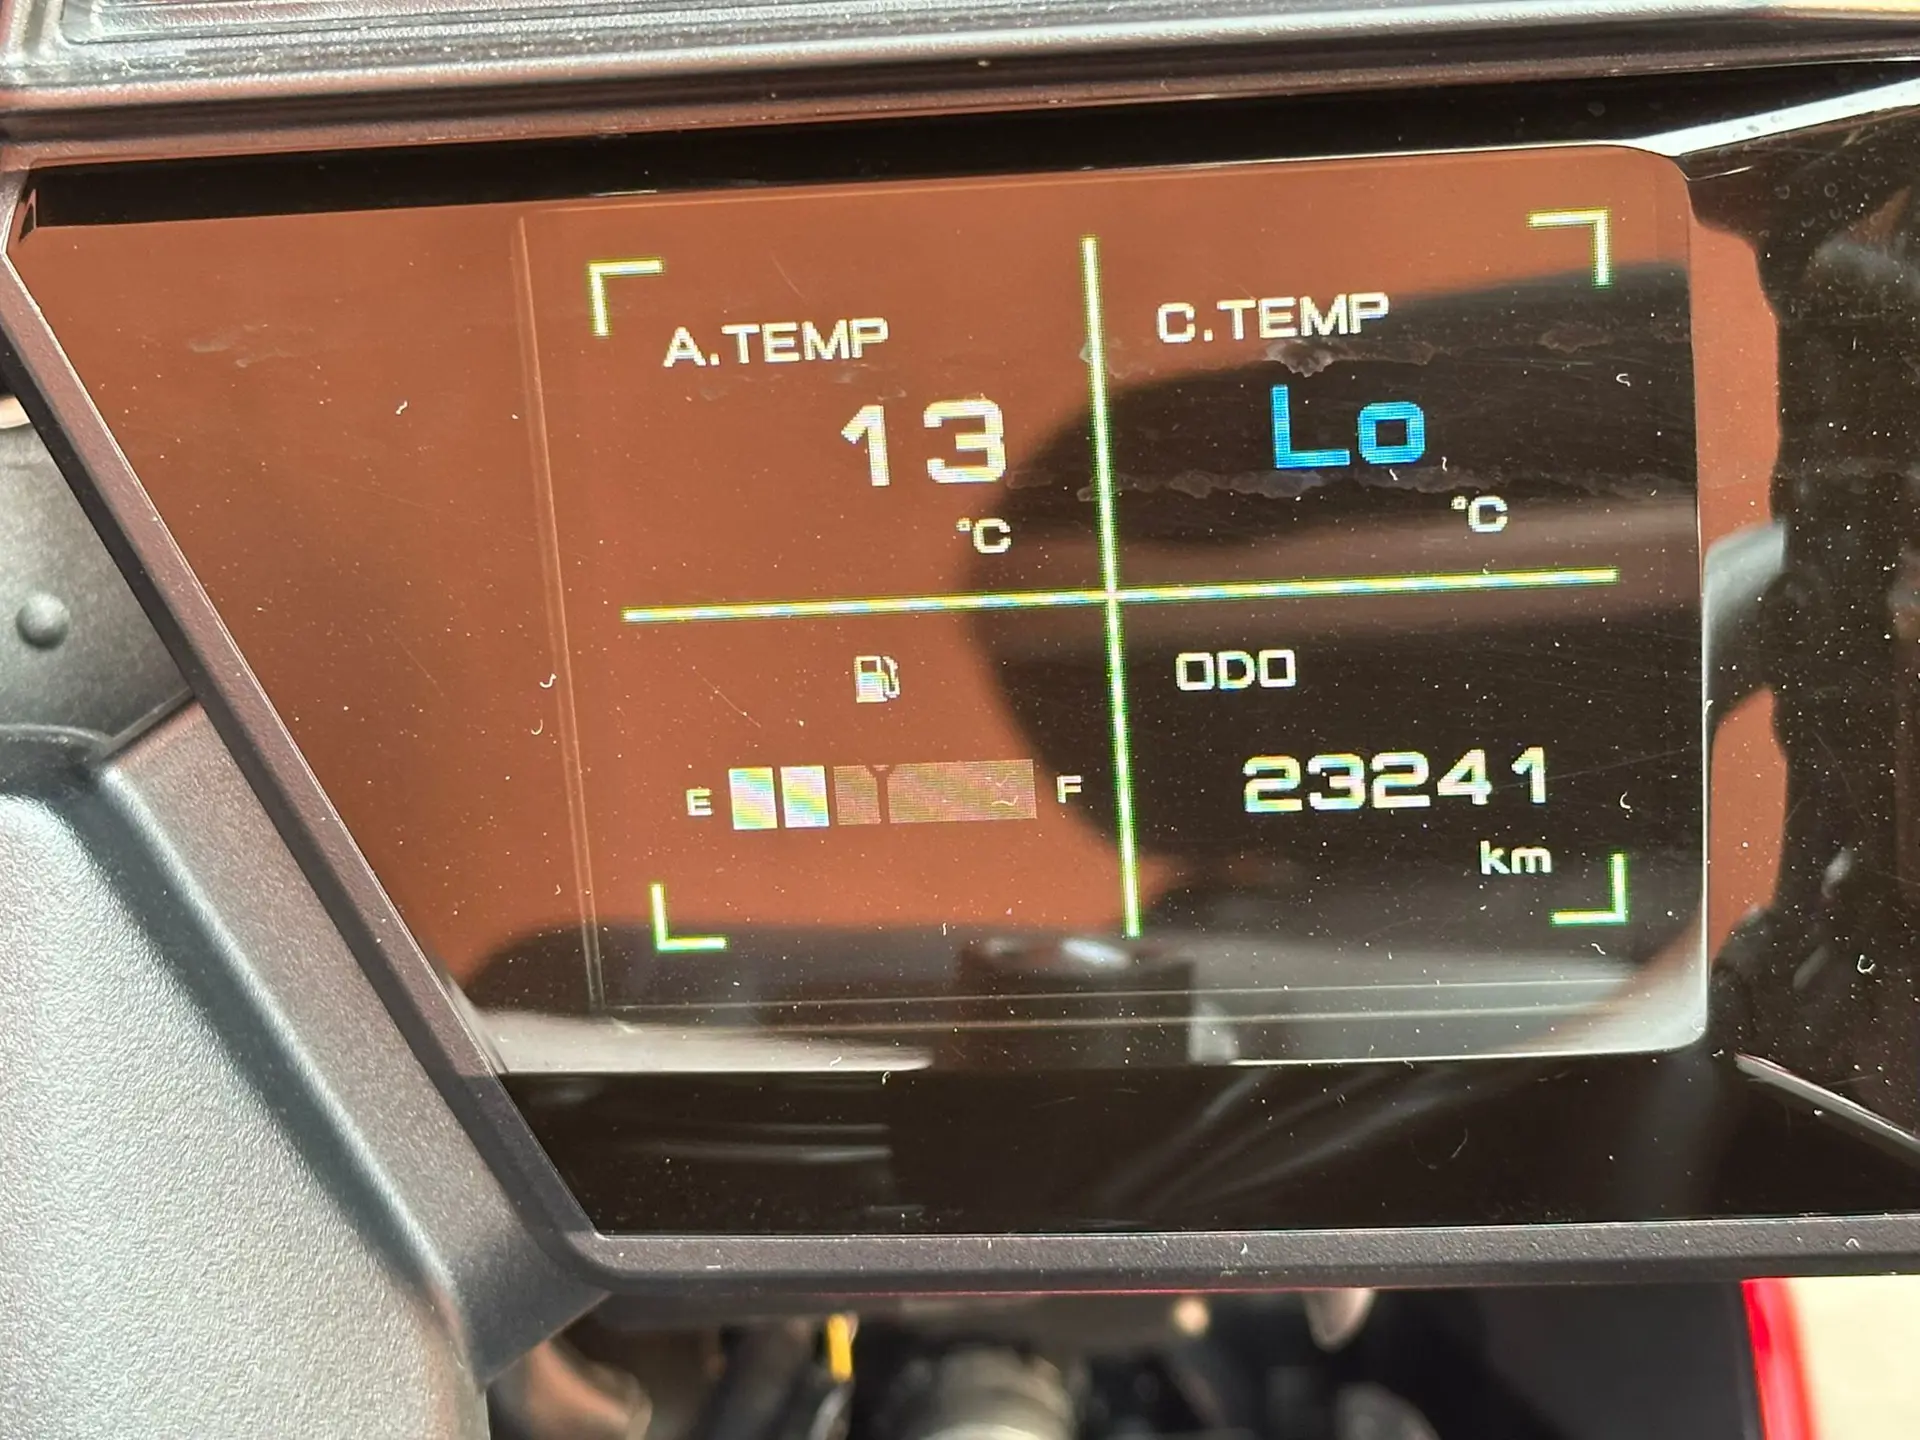 A.TEMP
13
°C
C.TEMP
Lo
°C
E F
ODO
23241
km